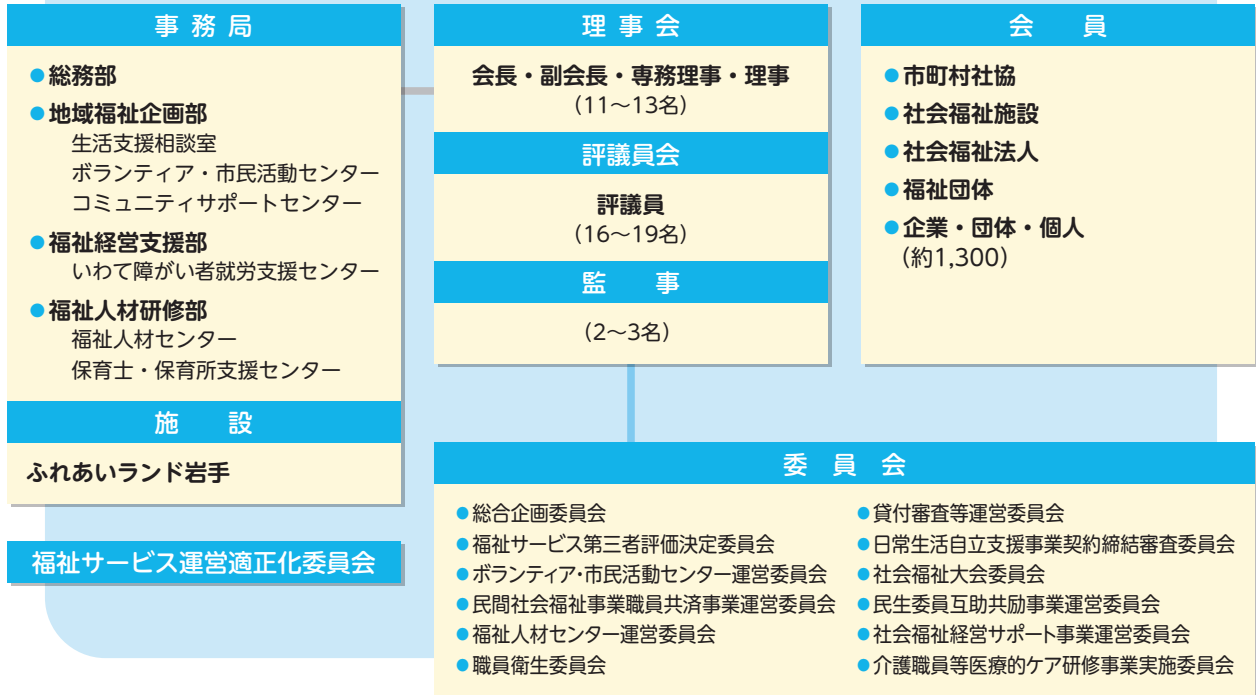 事務局
●総務部
●地域福祉企画部
生活支援相談室
ボランティア・市民活動センター
コミュニティサポートセンター
●福祉経営支援部
いわて障がい者就労支援センター
●福祉人材研修部
福祉人材センター
保育士・保育所支援センター
施　設
ふれあいランド岩手
福祉サービス運営適正化委員会
理事会
会長・副会長・専務理事・理事
（11～13名）
評議員会
評議員
（16～19名）
監　事
（2～3名）
会　員
●市町村社協
●社会福祉施設
●社会福祉法人
●福祉団体
●企業・団体・個人
（約1,300）
委員会
●総合企画委員会
●福祉サービス第三者評価決定委員会
●ボランティア・市民活動センター運営委員会
●民間社会福祉事業職員共済事業運営委員会
●福祉人材センター運営委員会
●職員衛生委員会
●貸付審査等運営委員会
●日常生活自立支援事業契約締結審査委員会
●社会福祉大会委員会
●民生委員互助共励事業運営委員会
●社会福祉経営サポート事業運営委員会
●介護職員等医療的ケア研修事業実施委員会